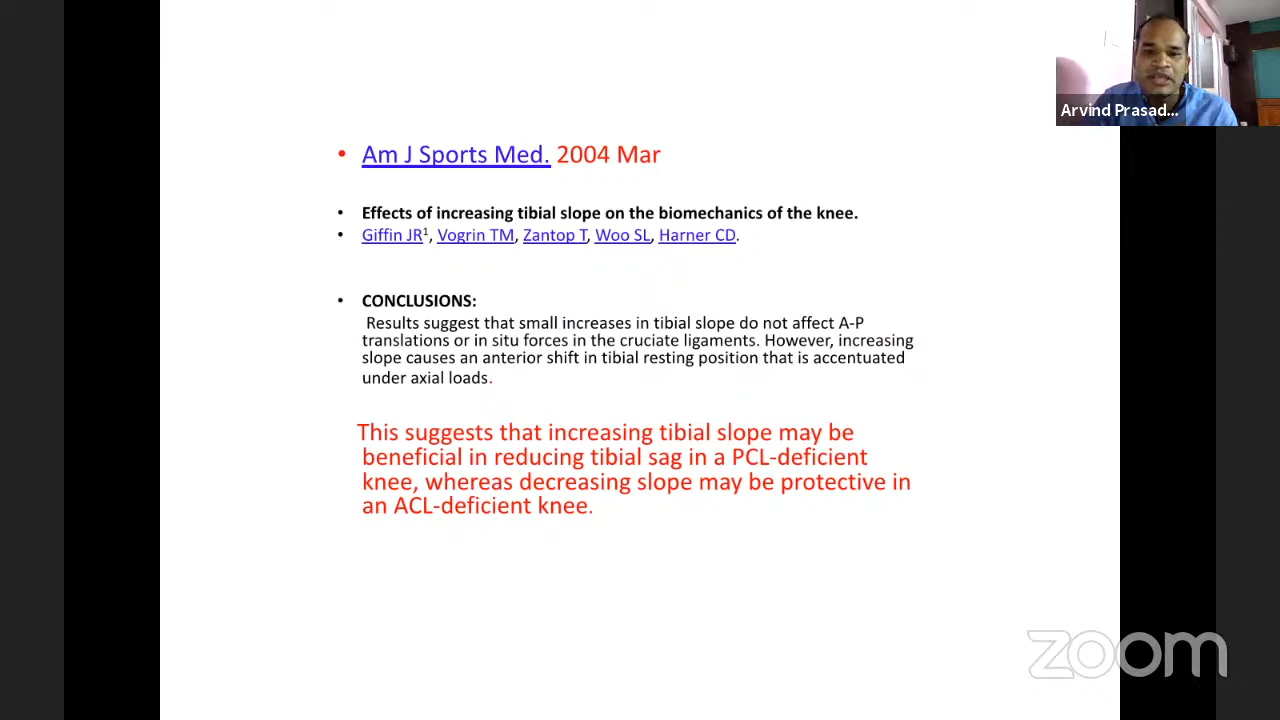 Arvind Prasad...
• Am J Sports Med. 2004 Mar
• Effects of increasing tibial slope on the biomechanics of the knee.
• Giffin JR1, Vogrin TM, Zantop T, Woo SL, Harner CD.
• CONCLUSIONS:
Results suggest that small increases in tibial slope do not affect A-P
translations or in situ forces in the cruciate ligaments. However, increasing
slope causes an anterior shift in tibial resting position that is accentuated
under axial loads.
This suggests that increasing tibial slope may be
beneficial in reducing tibial sag in a PCL-deficient
knee, whereas decreasing slope may be protective in
an ACL-deficient knee.
zoom